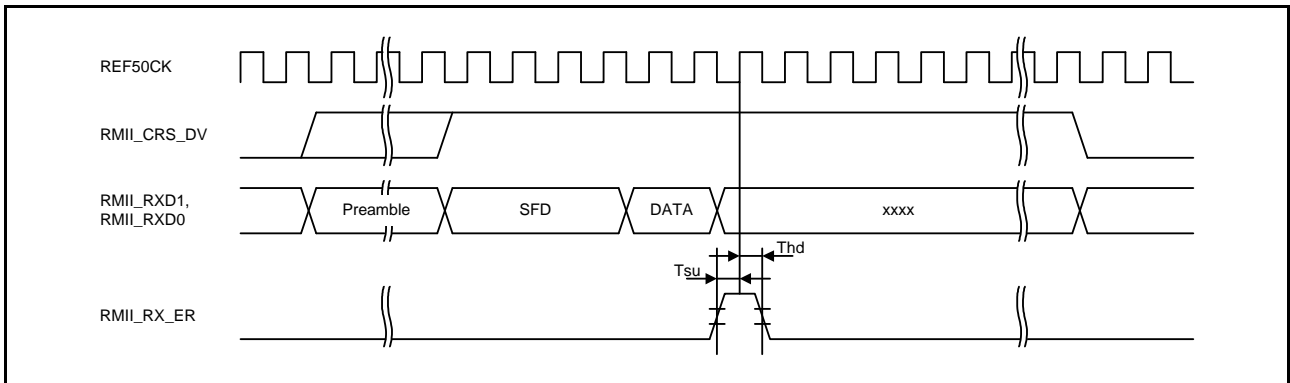 REF50CK
RMII_CRS_DV
RMII_RXD1,
RMII_RXD0
Preamble
SFD
DATA
xxxx
Thd
Tsu
RMII_RX_ER